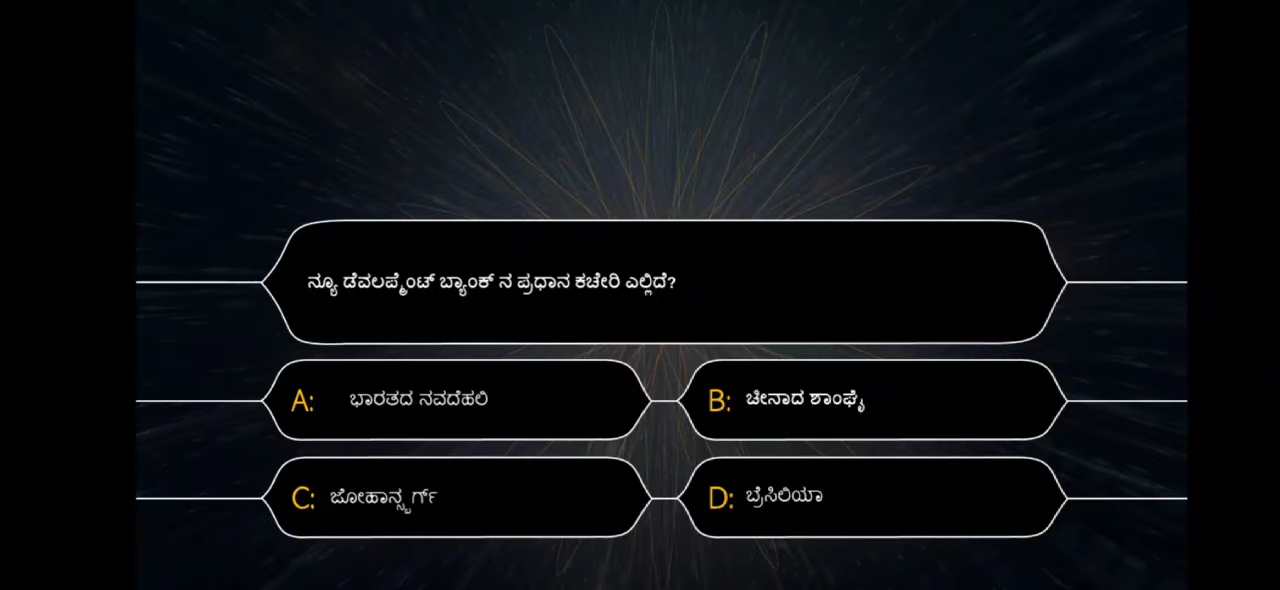 ನ್ಯೂ ಡೆವಲಪ್ಮೆಂಟ್ ಬ್ಯಾಂಕ್ ನ ಪ್ರಧಾನ ಕಚೇರಿ ಎಲ್ಲಿದೆ?
A: ಭಾರತದ ನವದೆಹಲಿ
B: ಚೀನಾದ ಶಾಂಘೈ
C: ಜೋಹಾನ್ಸ್ಬರ್ಗ್
D: ಬ್ರೆಸಿಲಿಯಾ